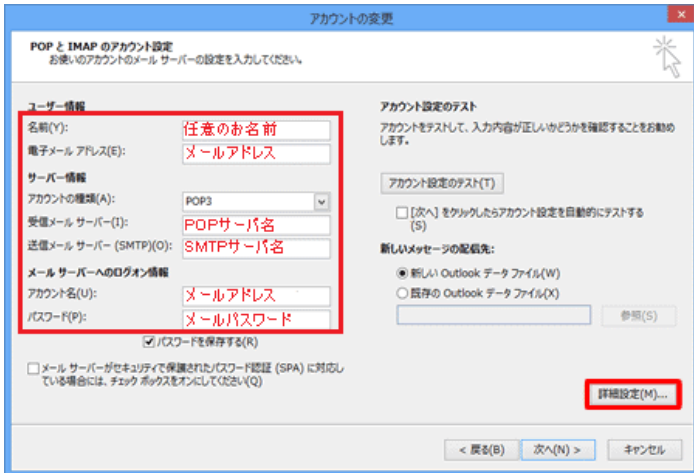 アカウントの変更
POP と IMAP のアカウント設定
お使いのアカウントのメール サーバーの設定を入力してください。
ユーザー情報
名前(Y):
任意のお名前
電子メール アドレス(E):
メールアドレス
サーバー情報
アカウントの種類(A):
POP3
受信メール サーバー(I):
POPサーバ名
送信メール サーバー (SMTP)(O):
SMTPサーバ名
メール サーバーへのログオン情報
アカウント名(U):
メールアドレス
パスワード(P):
メールパスワード
パスワードを保存する(R)
メール サーバーがセキュリティで保護されたパスワード認証 (SPA) に対応し
ている場合には、チェック ボックスをオンにしてください(Q)
アカウント設定のテスト
アカウントをテストして、入力内容が正しいかどうかを確認することをお勧め
します。
アカウント設定のテスト(T)
[次へ] をクリックしたらアカウント設定を自動的にテストする
(S)
新しいメッセージの配信先:
新しい Outlook データ ファイル(W)
既存の Outlook データ ファイル(X)
参照(S)
詳細設定(M)...
< 戻る(B)
次へ(N) >
キャンセル